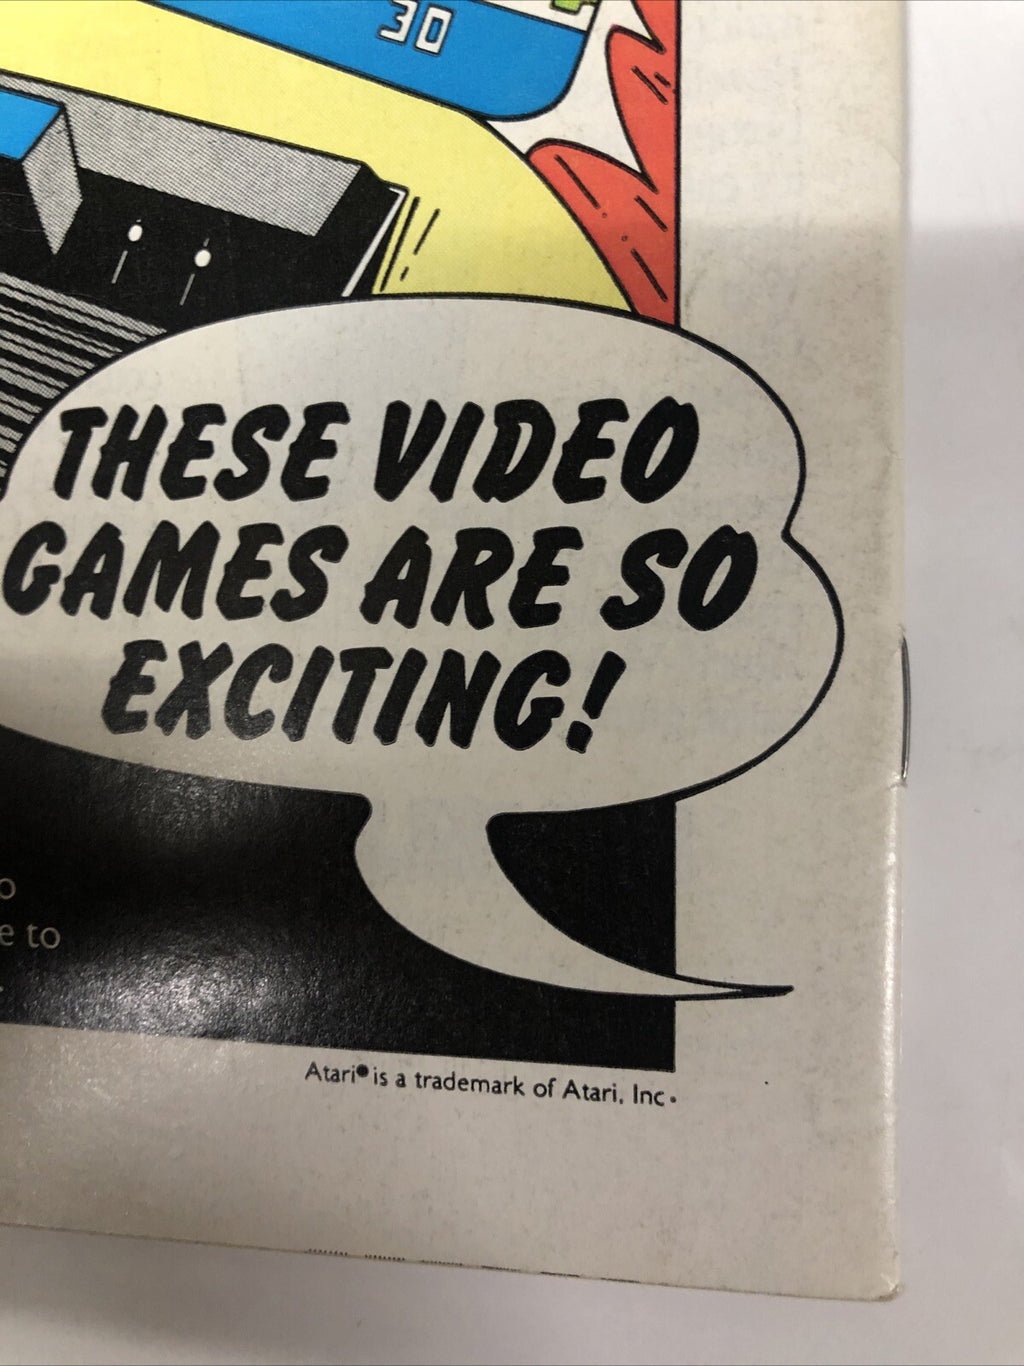 30
THESE VIDEO
GAMES ARE SO
EXCITING!
e to
Atari® is a trademark of Atari, Inc.